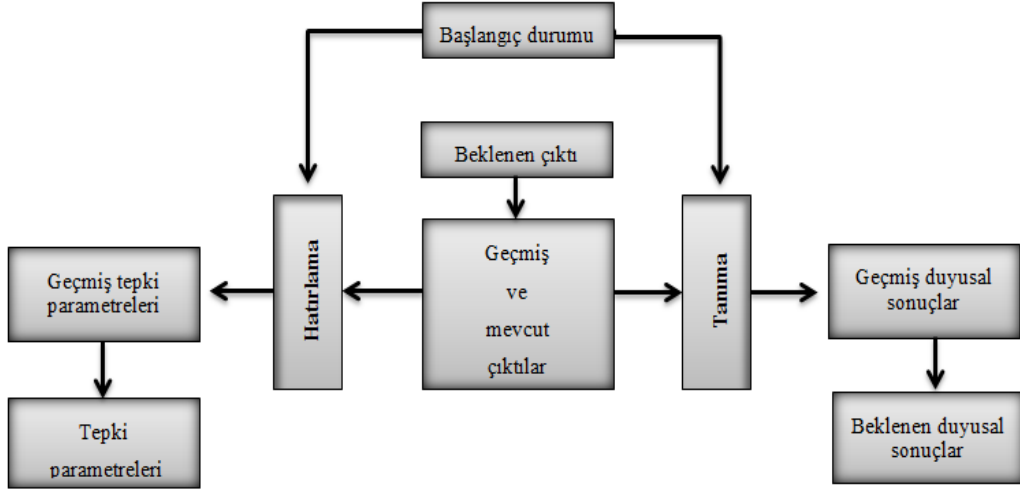 Başlangıç durumu
Beklenen çıktı
Hatırlama
Geçmiş
ve
mevcut
çıktılar
Tanıma
Geçmiş tepki
parametreleri
Geçmiş duyusal
sonuçlar
Tepki
parametreleri
Beklenen duyusal
sonuçlar